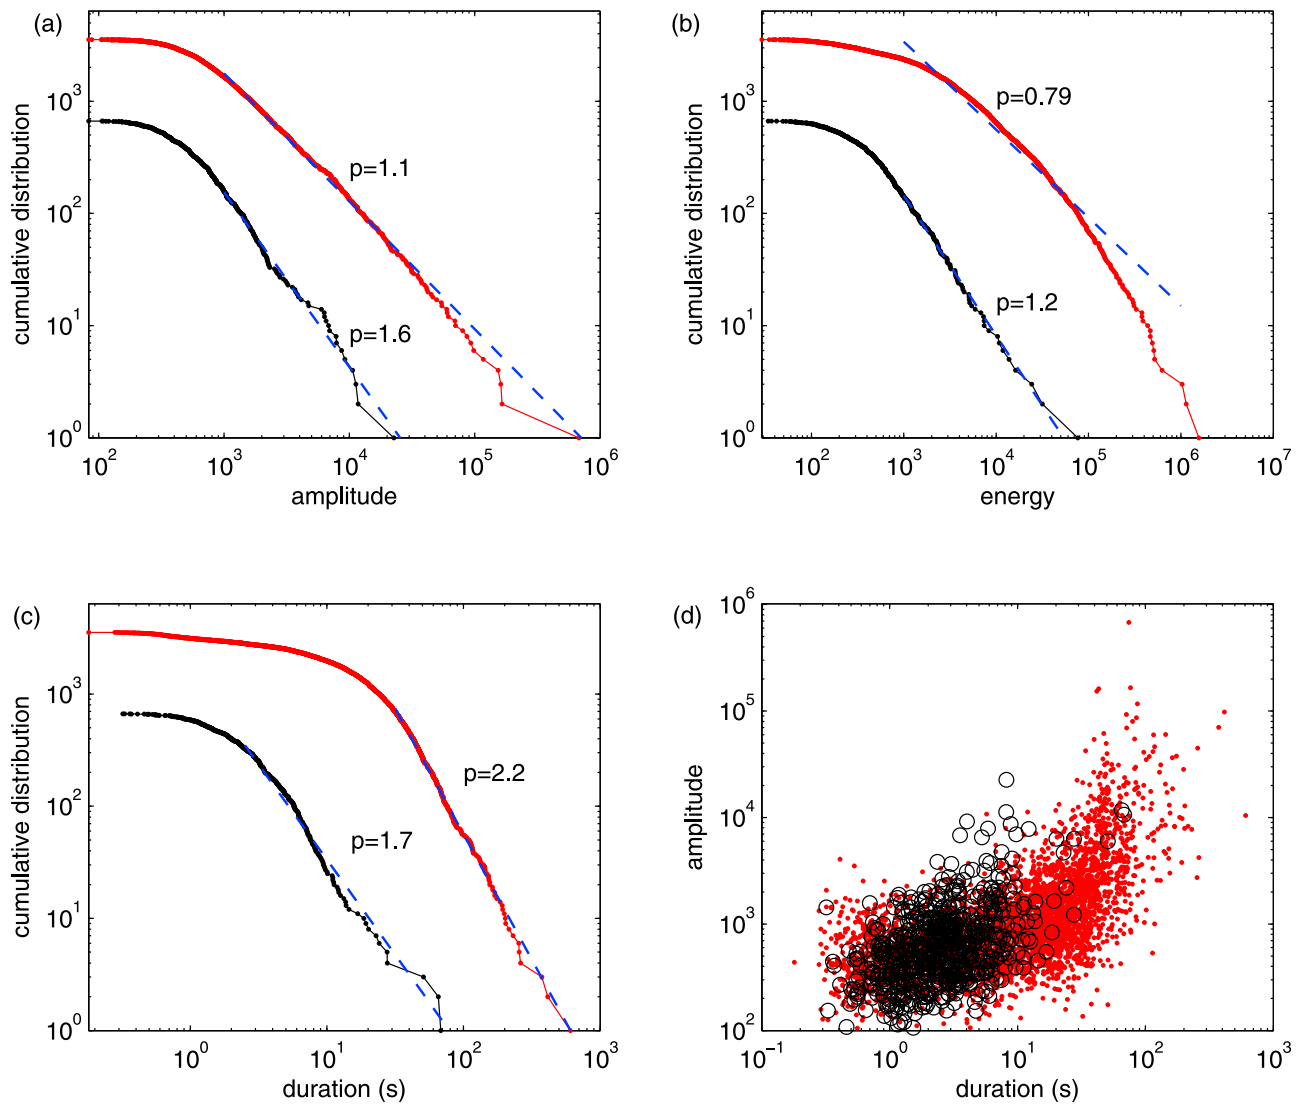 (a)
cumulative distribution
10^3
10^2
10^1
10^0
p=1.1
p=1.6
10^2 10^3 10^4 10^5 10^6
amplitude
(b)
cumulative distribution
10^3
10^2
10^1
10^0
p=0.79
p=1.2
10^2 10^3 10^4 10^5 10^6 10^7
energy
(c)
cumulative distribution
10^3
10^2
10^1
10^0
p=2.2
p=1.7
10^0 10^1 10^2 10^3
duration (s)
(d)
amplitude
10^6
10^5
10^4
10^3
10^2
10^−1 10^0 10^1 10^2 10^3
duration (s)